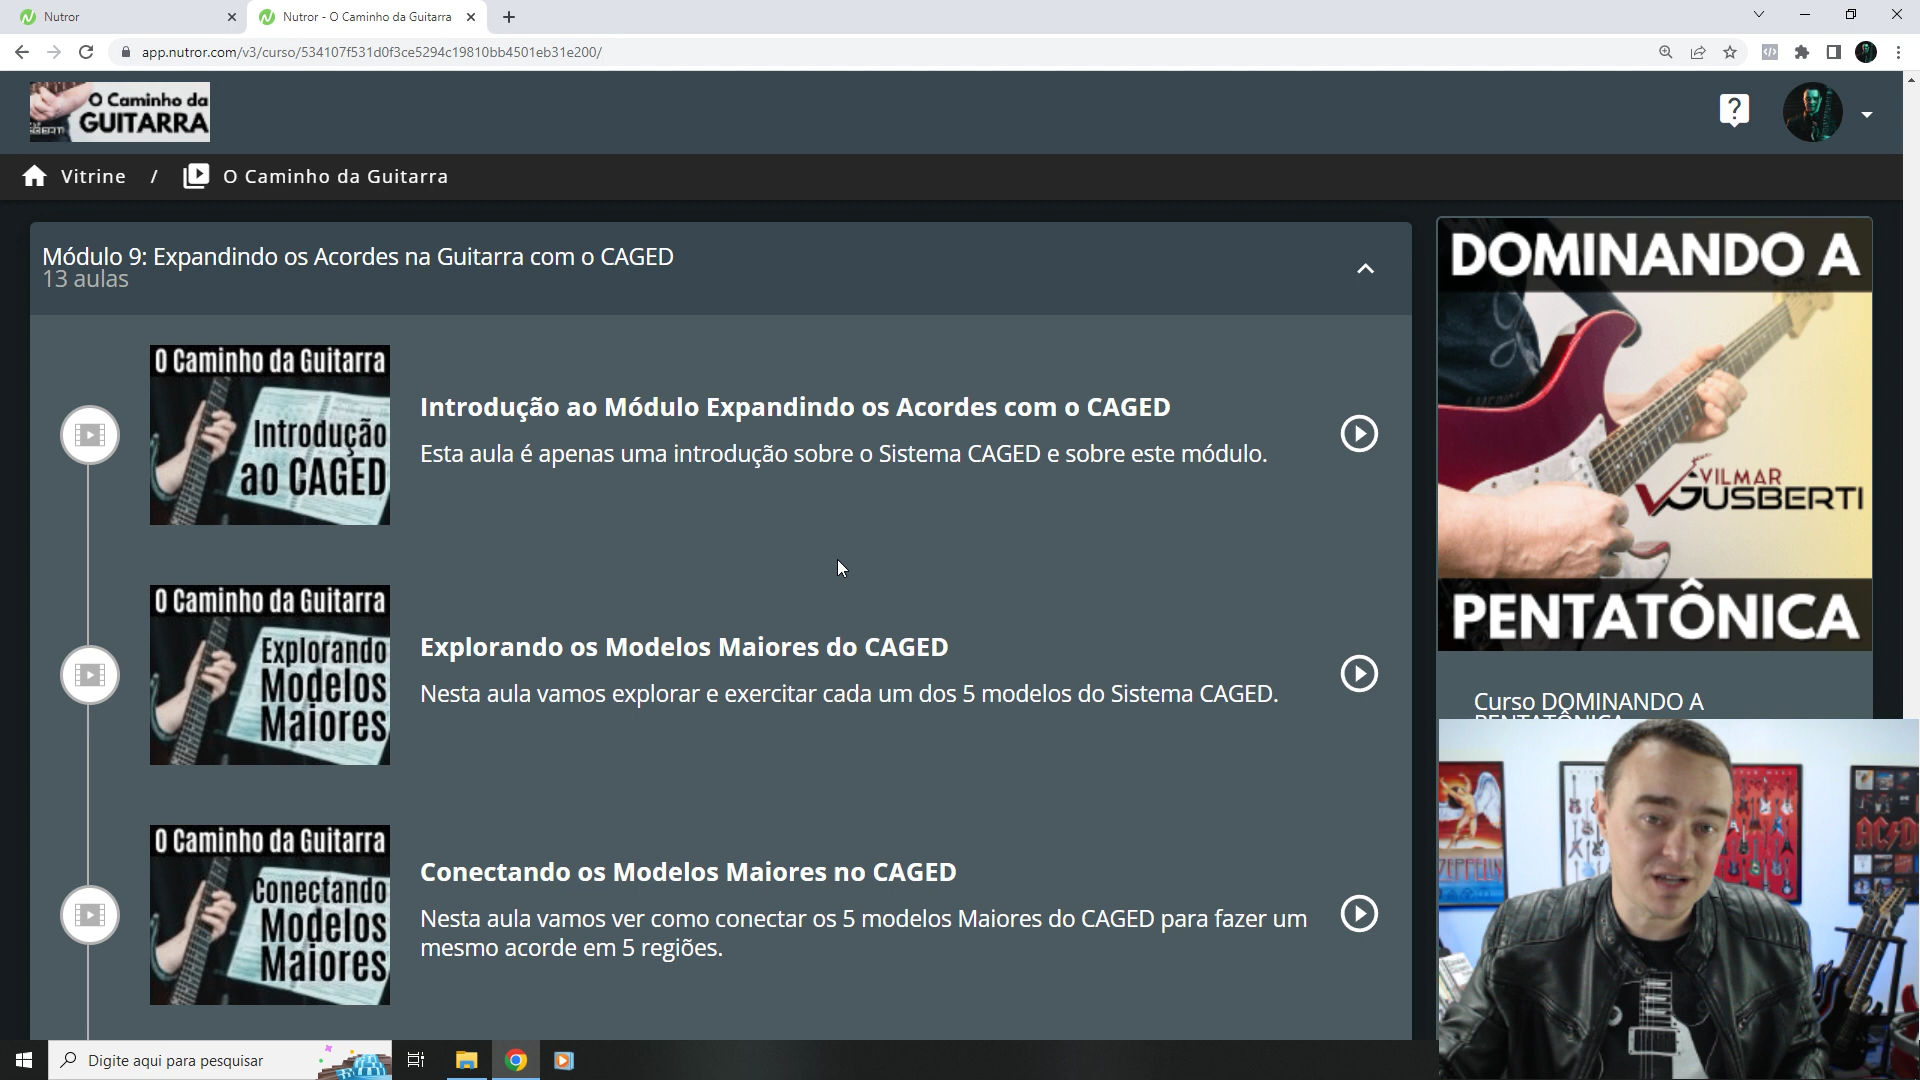 Nutror
Nutror - O Caminho da Guitarra
app.nutror.com/v3/curso/534107f531d0f3ce5294c19810bb4501eb31e200/
O Caminho da
GUITARRA
Vitrine / O Caminho da Guitarra
Módulo 9: Expandindo os Acordes na Guitarra com o CAGED
13 aulas
O Caminho da Guitarra
Introdução
ao CAGED
Introdução ao Módulo Expandindo os Acordes com o CAGED
Esta aula é apenas uma introdução sobre o Sistema CAGED e sobre este módulo.
O Caminho da Guitarra
Explorando
Modelos
Maiores
Explorando os Modelos Maiores do CAGED
Nesta aula vamos explorar e exercitar cada um dos 5 modelos do Sistema CAGED.
O Caminho da Guitarra
Conectando
Modelos
Maiores
Conectando os Modelos Maiores no CAGED
Nesta aula vamos ver como conectar os 5 modelos Maiores do CAGED para fazer um
mesmo acorde em 5 regiões.
DOMINANDO A
VILMAR
GUSBERTI
PENTATÔNICA
Curso DOMINANDO A
PENTATÔNICA
ZEPPELIN
AC/D
Digite aqui para pesquisar